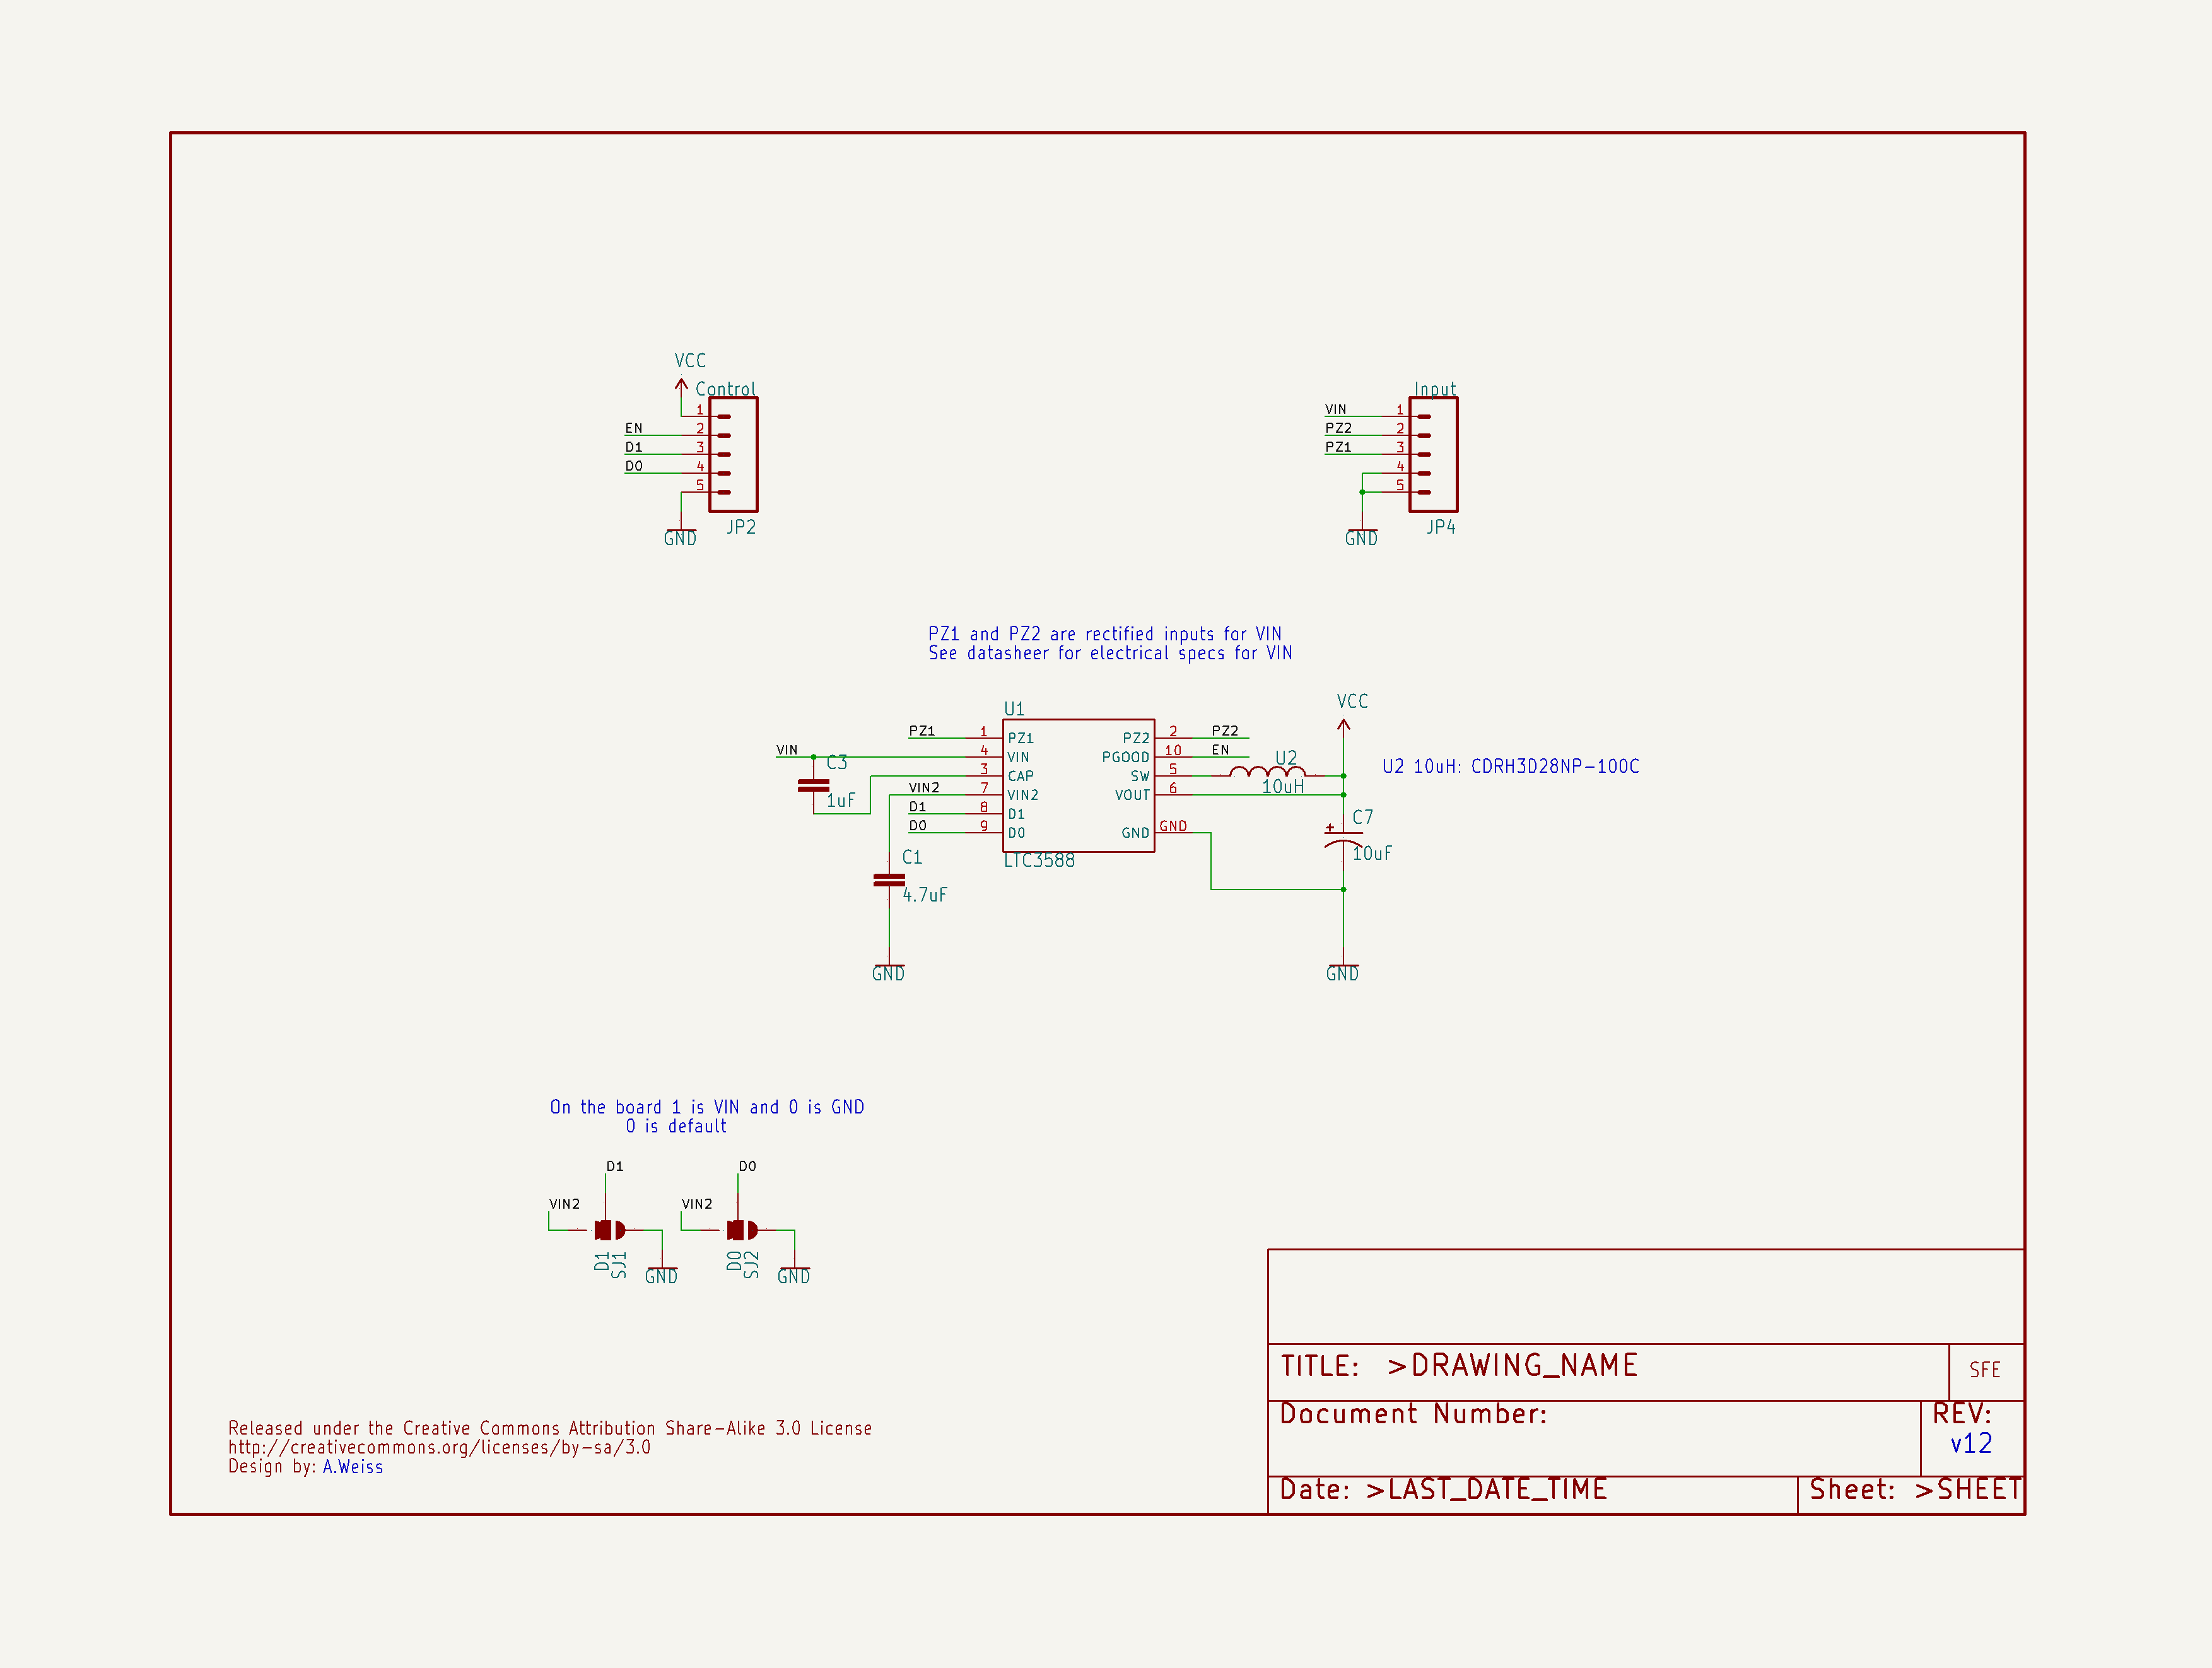 VCC
Control
1
EN 2
D1 3
D0 4
5
GND
JP2
Input
VIN 1
PZ2 2
PZ1 3
4
5
GND
JP4
PZ1 and PZ2 are rectified inputs for VIN
See datasheer for electrical specs for VIN
U1
VCC
PZ1 1 PZ1 PZ2 2 PZ2
VIN 4 VIN PGOOD 10 EN
3 CAP SW 5
VIN2 7 VIN2 VOUT 6
D1 8 D1
D0 9 D0 GND GND
LTC3588
C3
1uF
U2
10uH
U2 10uH: CDRH3D28NP-100C
C7
+
10uF
C1
4.7uF
GND
GND
On the board 1 is VIN and 0 is GND
0 is default
D1
VIN2
D1
SJ1
GND
D0
VIN2
D0
SJ2
GND
TITLE: >DRAWING_NAME
SFE
Document Number:
REV:
v12
Date: >LAST_DATE_TIME
Sheet: >SHEET
Released under the Creative Commons Attribution Share-Alike 3.0 License
http://creativecommons.org/licenses/by-sa/3.0
Design by: A.Weiss